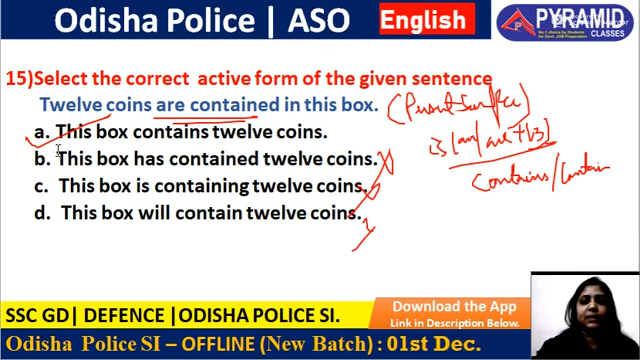 Odisha Police | ASO
English
PYRAMID
CLASSES
15)Select the correct active form of the given sentence
Twelve coins are contained in this box.
a. This box contains twelve coins.
b. This box has contained twelve coins.
c. This box is containing twelve coins.
d. This box will contain twelve coins.
is/am/are + V3
contains/contain
SSC GD| DEFENCE |ODISHA POLICE SI.
Download the App
Link in Description Below.
Odisha Police SI – OFFLINE (New Batch) : 01st Dec.